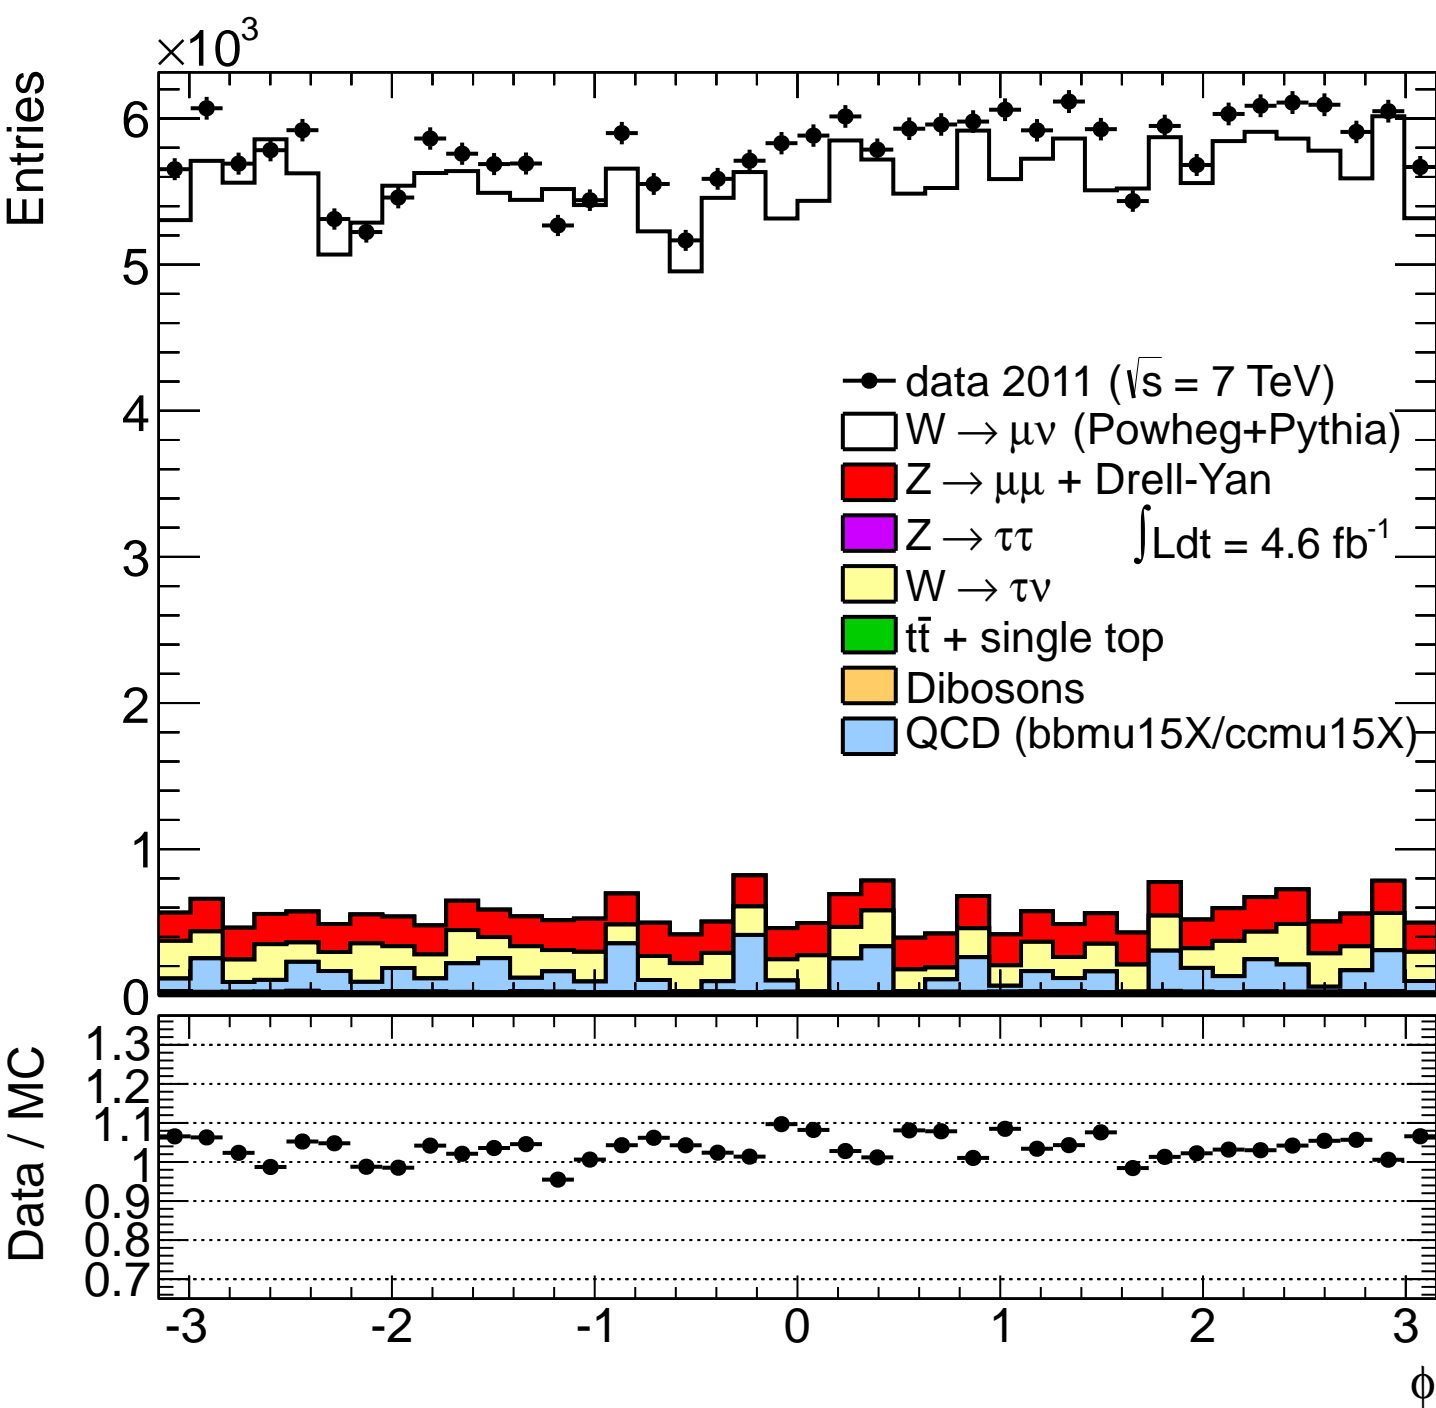 ×10³
Entries
6
5
4
3
2
1
0
data 2011 (√s = 7 TeV)
W → μν (Powheg+Pythia)
Z → μμ + Drell-Yan
Z → ττ
∫Ldt = 4.6 fb⁻¹
W → τν
tt̄ + single top
Dibosons
QCD (bbmu15X/ccmu15X)
Data / MC
1.3
1.2
1.1
1
0.9
0.8
0.7
-3 -2 -1 0 1 2 3
ϕ